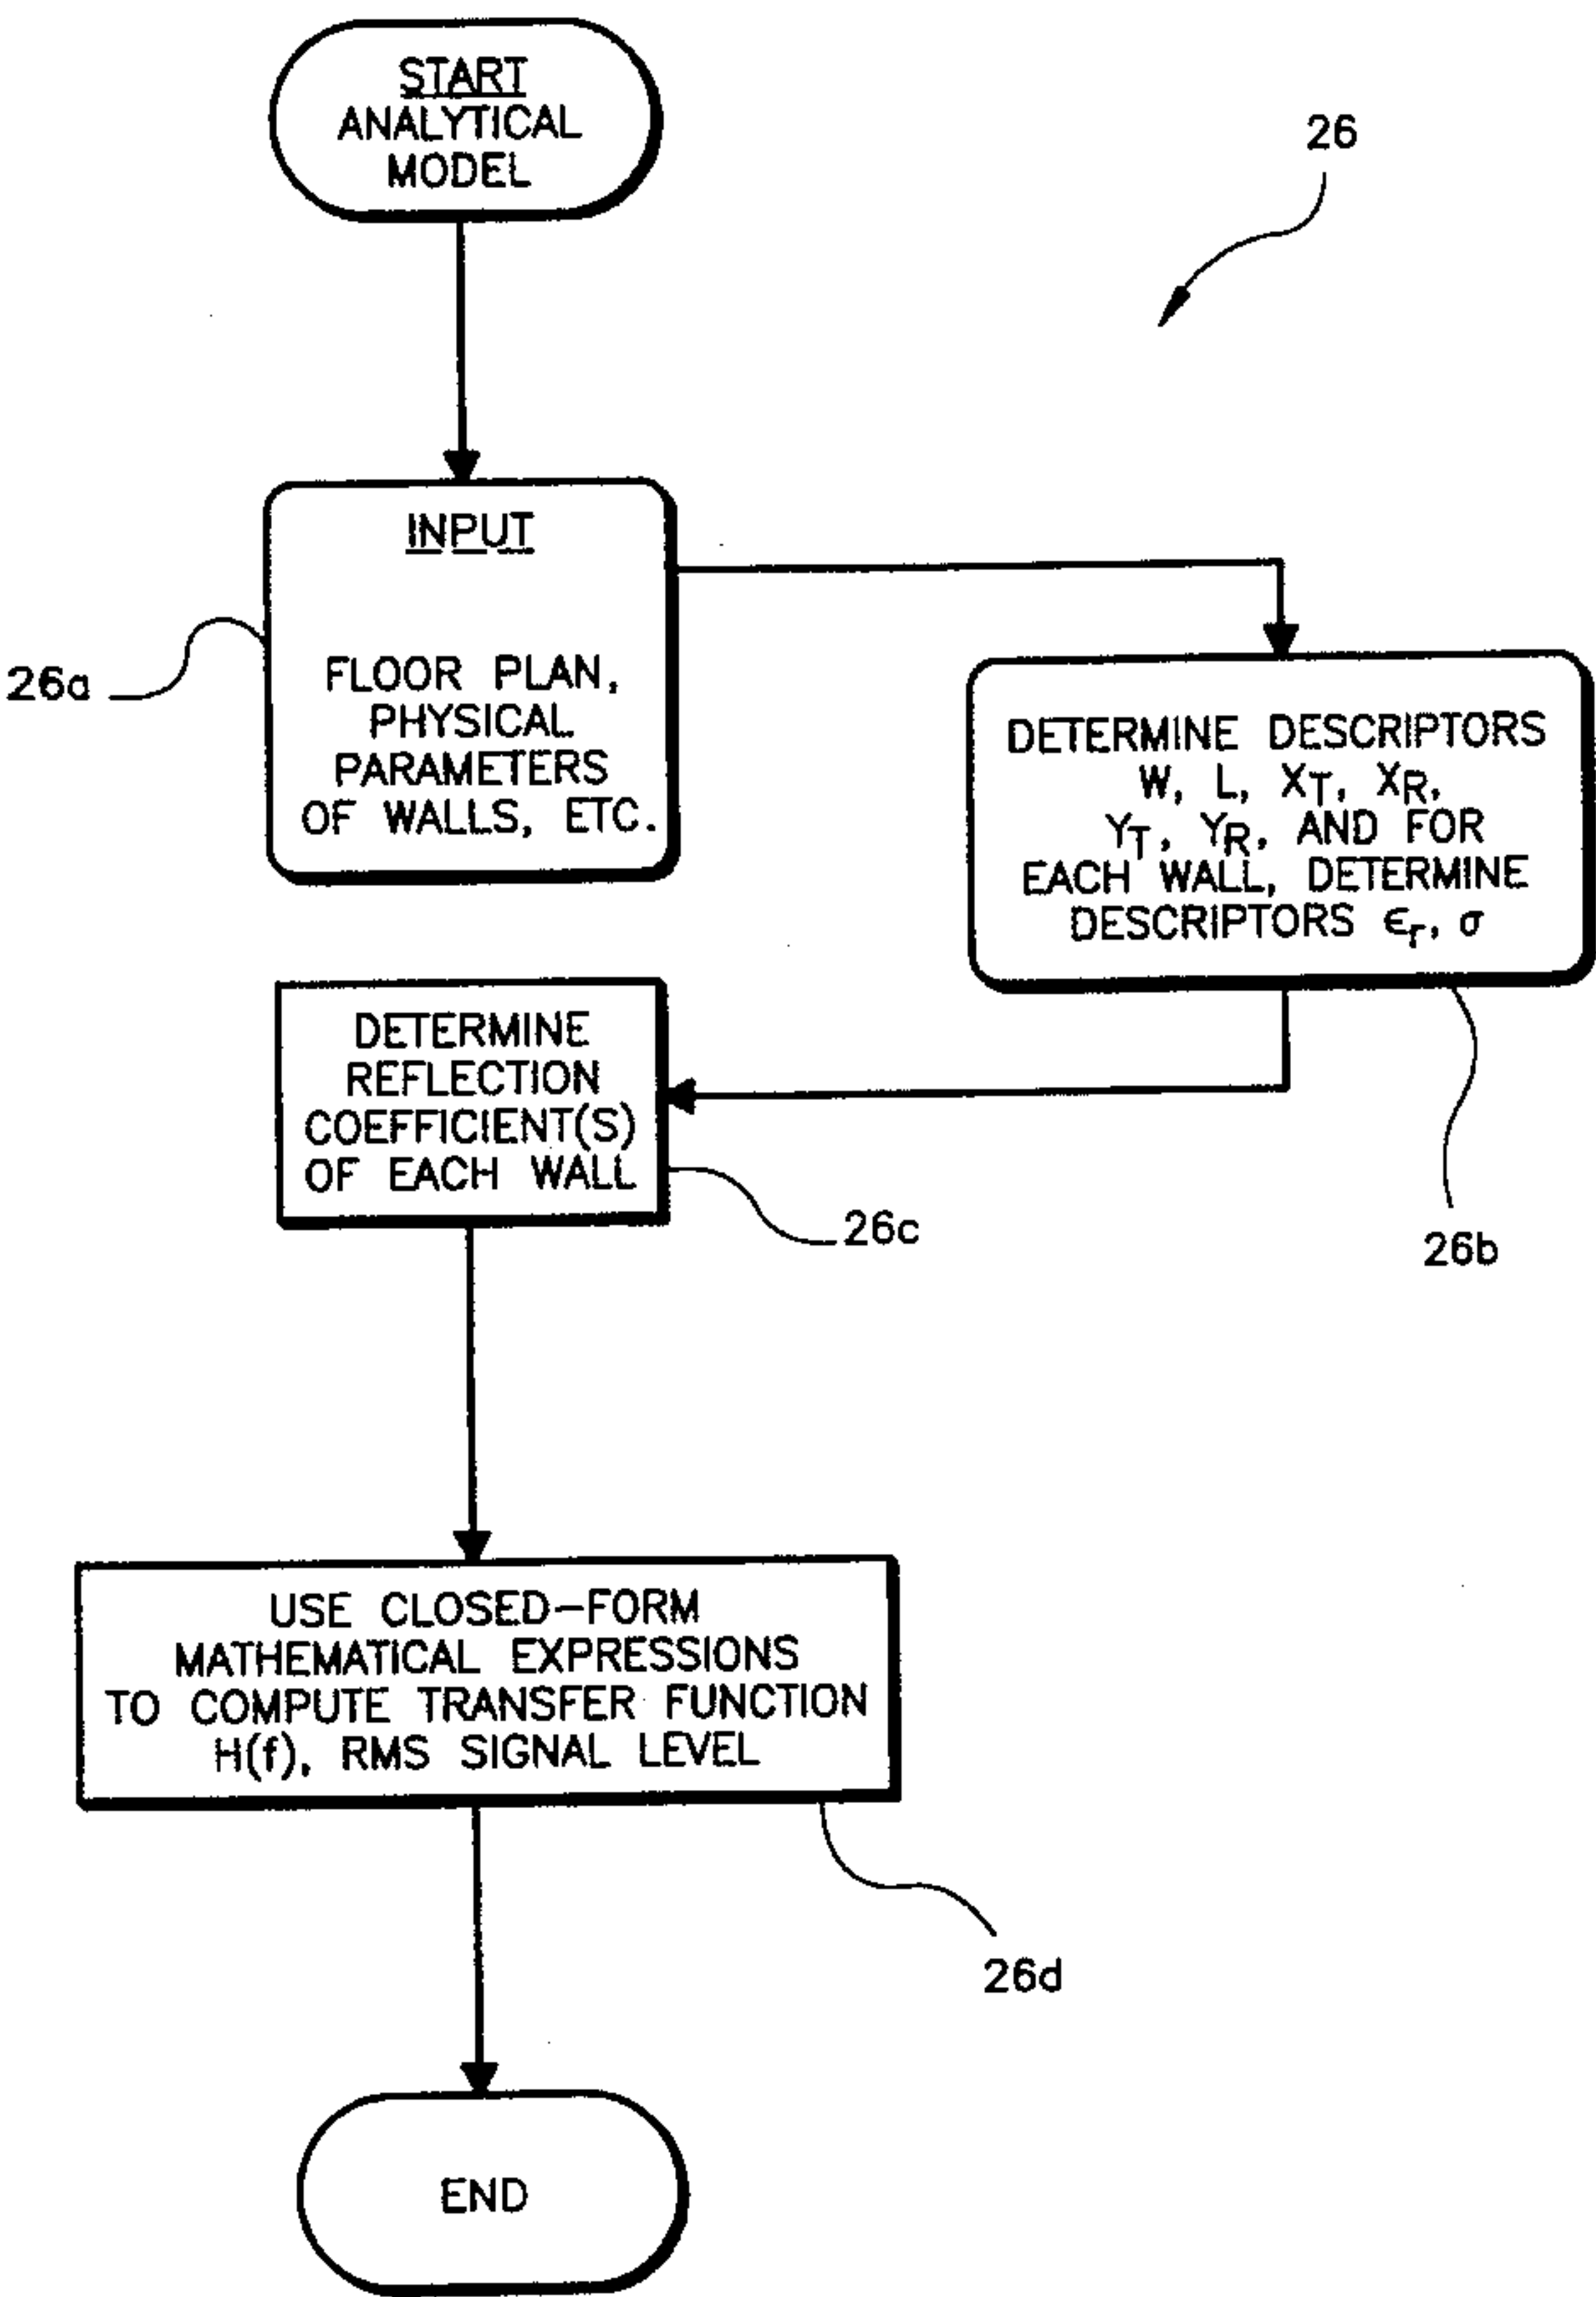 START
ANALYTICAL
MODEL
26
INPUT
FLOOR PLAN,
PHYSICAL
PARAMETERS
OF WALLS, ETC.
26a
DETERMINE DESCRIPTORS
W, L, XT, XR,
YT, YR, AND FOR
EACH WALL, DETERMINE
DESCRIPTORS ϵr, σ
26b
DETERMINE
REFLECTION
COEFFICIENT(S)
OF EACH WALL
26c
USE CLOSED-FORM
MATHEMATICAL EXPRESSIONS
TO COMPUTE TRANSFER FUNCTION
H(f), RMS SIGNAL LEVEL
26d
END